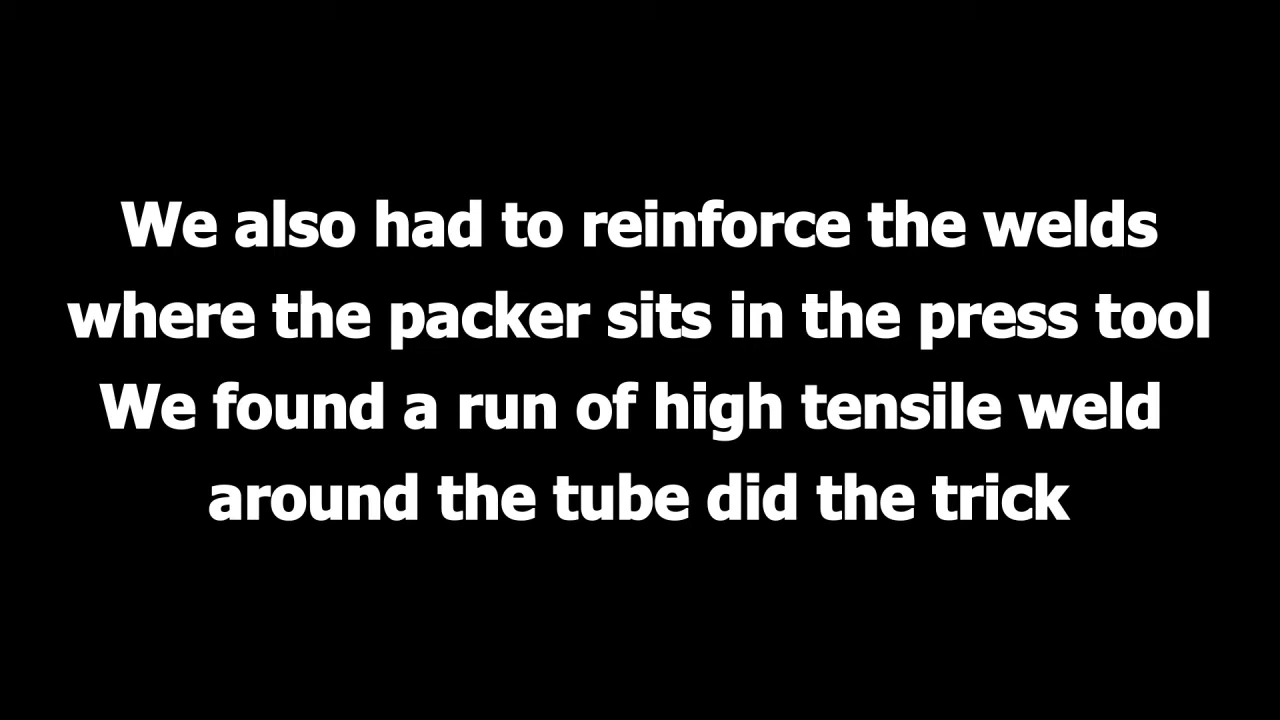 We also had to reinforce the welds
where the packer sits in the press tool
We found a run of high tensile weld
around the tube did the trick